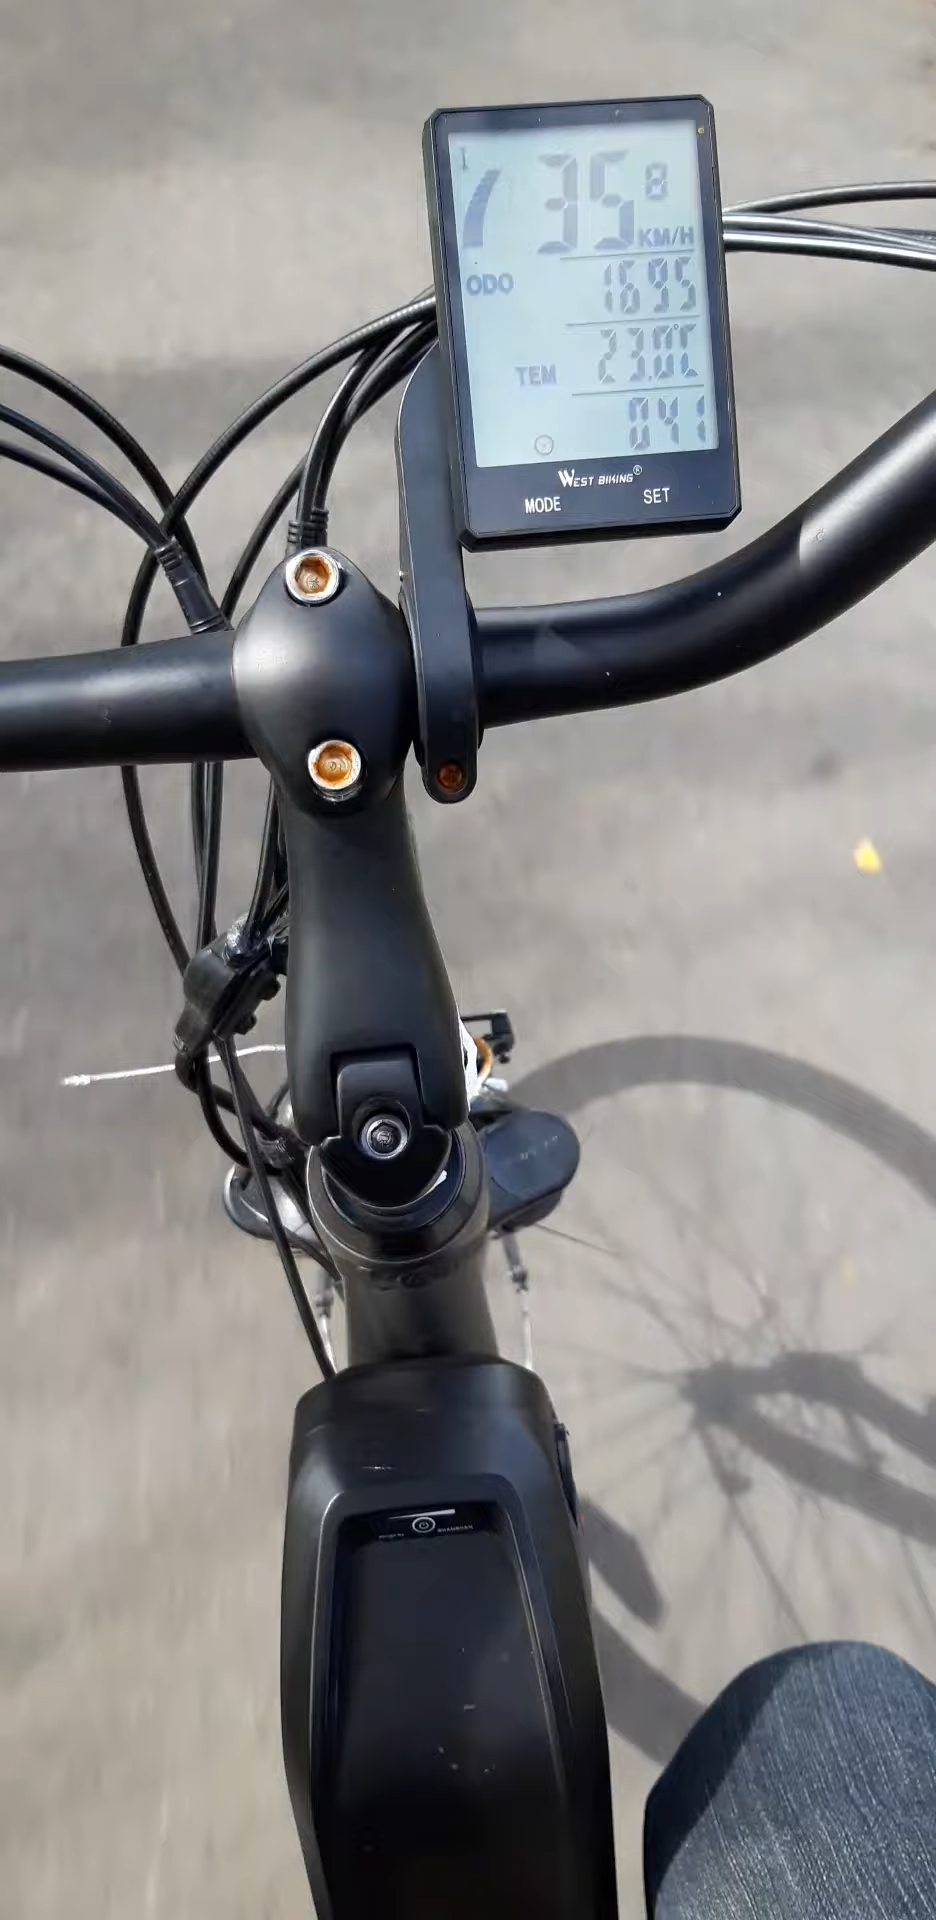 35 8
KM/H
ODO
1695
TEM 23.0°C
041
WEST BIKING®
MODE SET